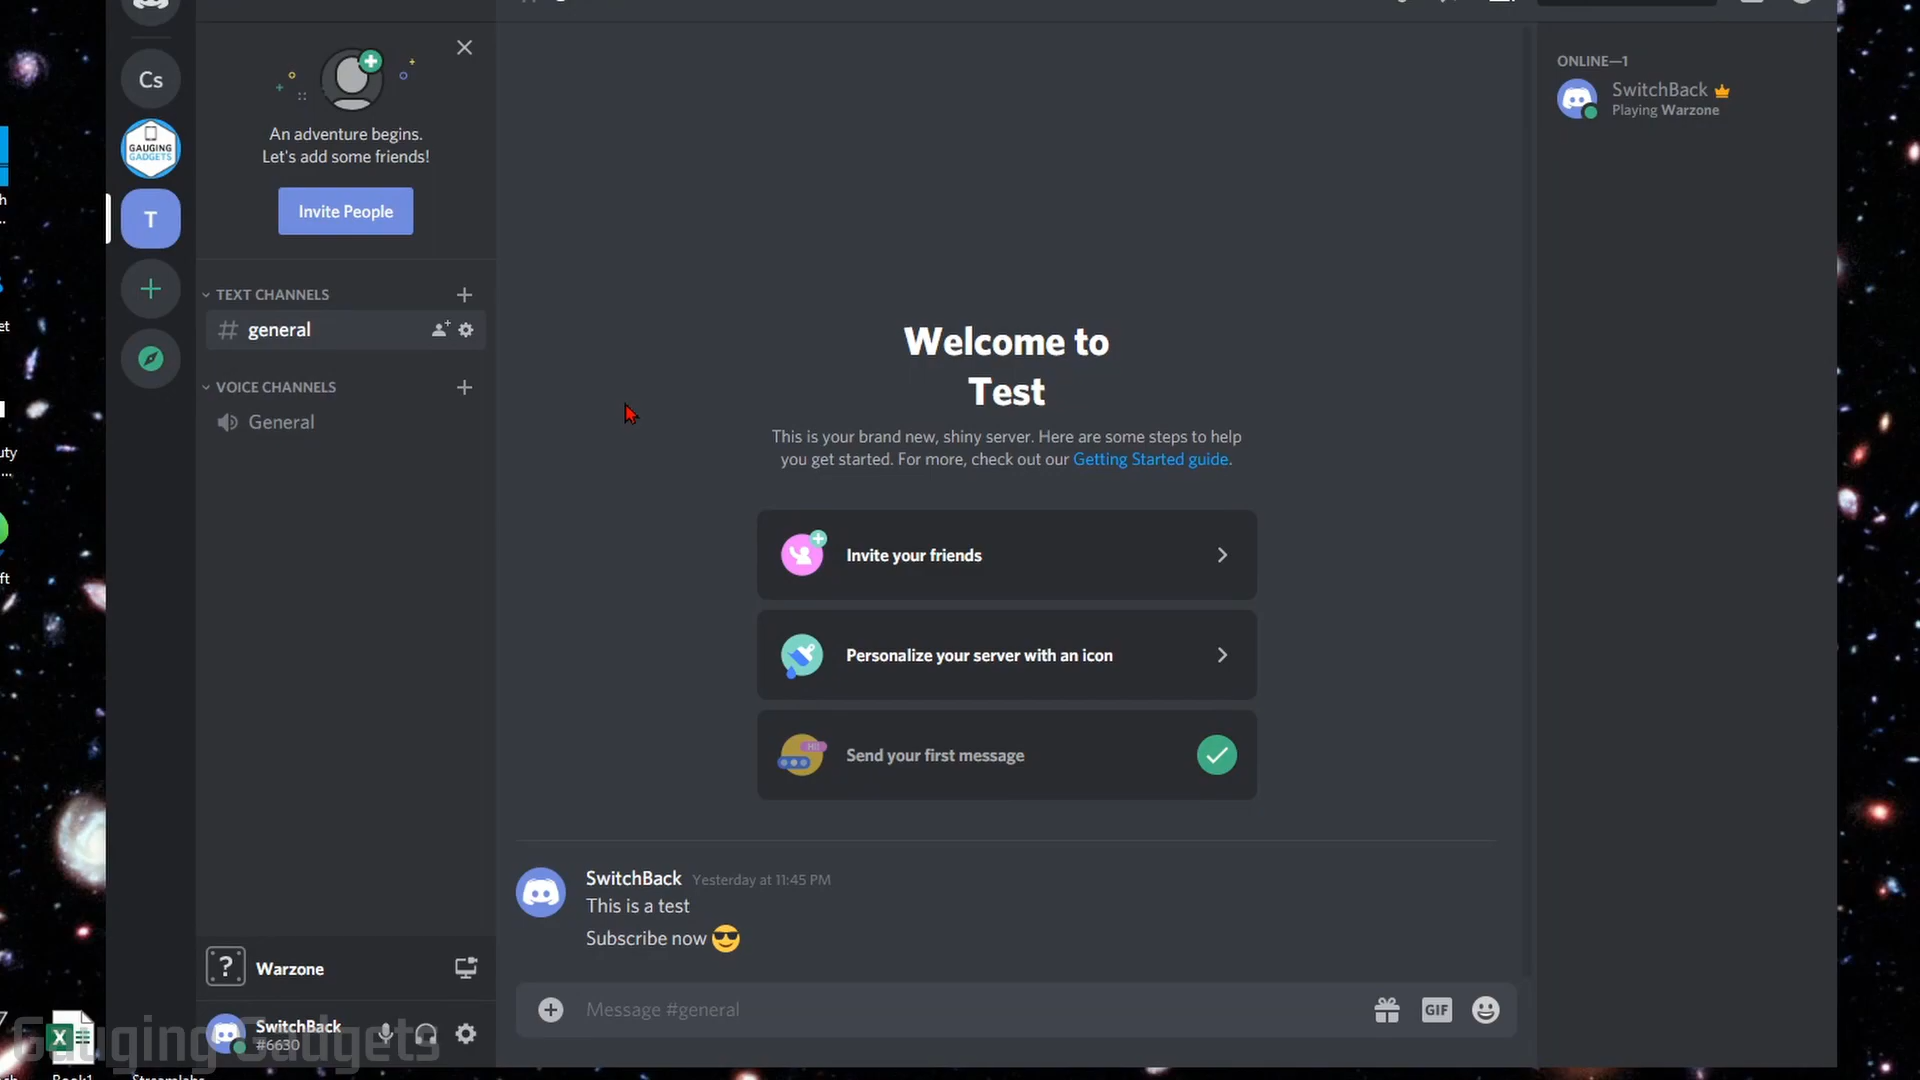 An adventure begins.
Let's add some friends!
Invite People
Cs
GAUGING
GADGETS
T
TEXT CHANNELS
general
VOICE CHANNELS
General
Welcome to
Test
This is your brand new, shiny server. Here are some steps to help
you get started. For more, check out our Getting Started guide.
Invite your friends
Personalize your server with an icon
Send your first message
SwitchBack Yesterday at 11:45 PM
This is a test
Subscribe now
Message #general
GIF
ONLINE—1
SwitchBack
Playing Warzone
? Warzone
SwitchBack
#6630
Gauging Gadgets